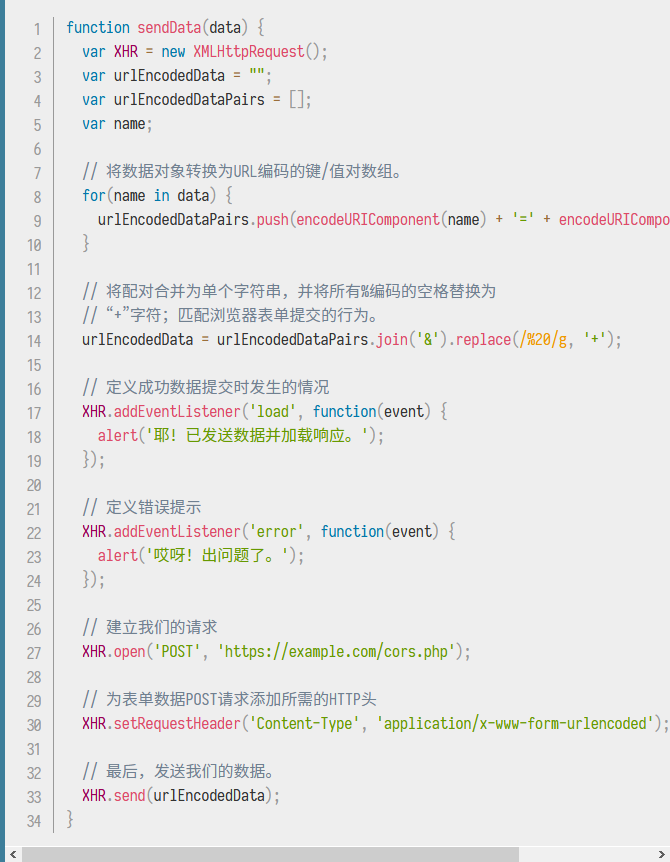 1 function sendData(data) {
2   var XHR = new XMLHttpRequest();
3   var urlEncodedData = "";
4   var urlEncodedDataPairs = [];
5   var name;
6
7   // 将数据对象转换为URL编码的键/值对数组。
8   for(name in data) {
9     urlEncodedDataPairs.push(encodeURIComponent(name) + '=' + encodeURICompo
10   }
11
12   // 将配对合并为单个字符串，并将所有%编码的空格替换为
13   // “+”字符；匹配浏览器表单提交的行为。
14   urlEncodedData = urlEncodedDataPairs.join('&').replace(/%20/g, '+');
15
16   // 定义成功数据提交时发生的情况
17   XHR.addEventListener('load', function(event) {
18     alert('耶！已发送数据并加载响应。');
19   });
20
21   // 定义错误提示
22   XHR.addEventListener('error', function(event) {
23     alert('哎呀！出问题了。');
24   });
25
26   // 建立我们的请求
27   XHR.open('POST', 'https://example.com/cors.php');
28
29   // 为表单数据POST请求添加所需的HTTP头
30   XHR.setRequestHeader('Content-Type', 'application/x-www-form-urlencoded');
31
32   // 最后，发送我们的数据。
33   XHR.send(urlEncodedData);
34 }